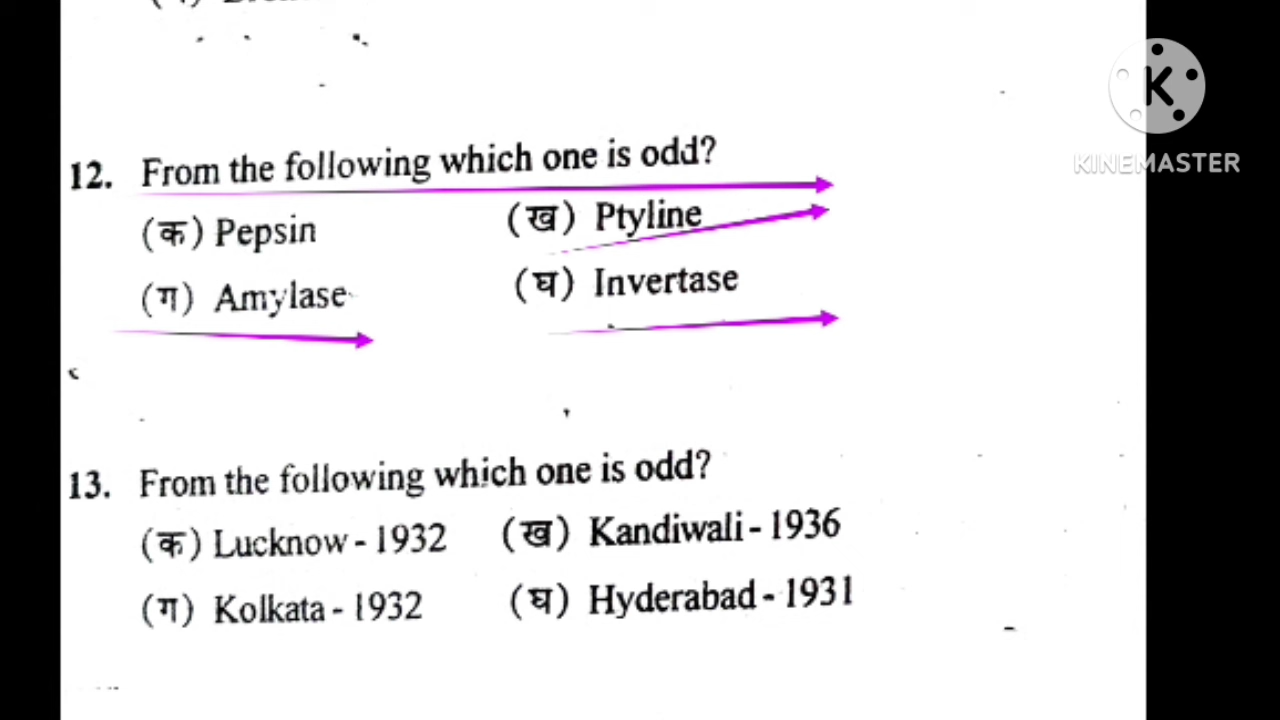 12. From the following which one is odd?
(क) Pepsin (ख) Ptyline
(ग) Amylase (घ) Invertase
13. From the following which one is odd?
(क) Lucknow - 1932 (ख) Kandiwali - 1936
(ग) Kolkata - 1932 (घ) Hyderabad - 1931
K
KINEMASTER